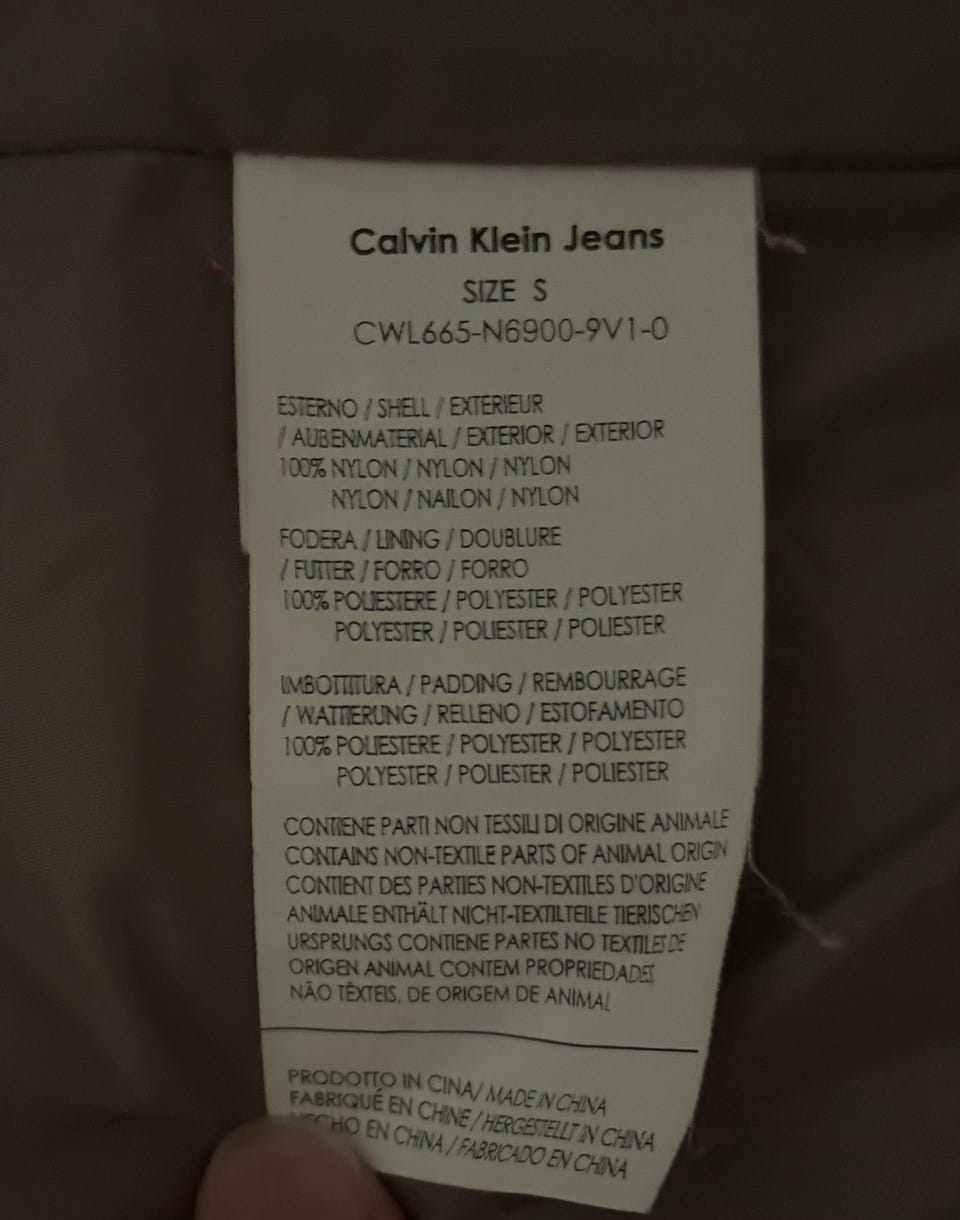 Calvin Klein Jeans
SIZE S
CWL665-N6900-9V1-0
ESTERNO / SHELL / EXTERIEUR
/ AUBENMATERIAL / EXTERIOR / EXTERIOR
100% NYLON / NYLON / NYLON
NYLON / NAILON / NYLON
FODERA / LINING / DOUBLURE
/ FUTTER / FORRO / FORRO
100% POLIESTERE / POLYESTER / POLYESTER
POLYESTER / POLIESTER / POLIESTER
IMBOTTITURA / PADDING / REMBOURRAGE
/ WATTIERUNG / RELLENO / ESTOFAMENTO
100% POLIESTERE / POLYESTER / POLYESTER
POLYESTER / POLIESTER / POLIESTER
CONTIENE PARTI NON TESSILI DI ORIGINE ANIMALE
CONTAINS NON-TEXTILE PARTS OF ANIMAL ORIGIN
CONTIENT DES PARTIES NON-TEXTILES D'ORIGINE
ANIMALE ENTHÄLT NICHT-TEXTILTEILE TIERISCHEN
URSPRUNGS CONTIENE PARTES NO TEXTILES DE
ORIGEN ANIMAL CONTEM PROPRIEDADES
NÃO TÊXTEIS, DE ORIGEM DE ANIMAL
PRODOTTO IN CINA/ MADE IN CHINA
FABRIQUÉ EN CHINE / HERGESTELLT IN CHINA
HECHO EN CHINA / FABRICADO EN CHINA